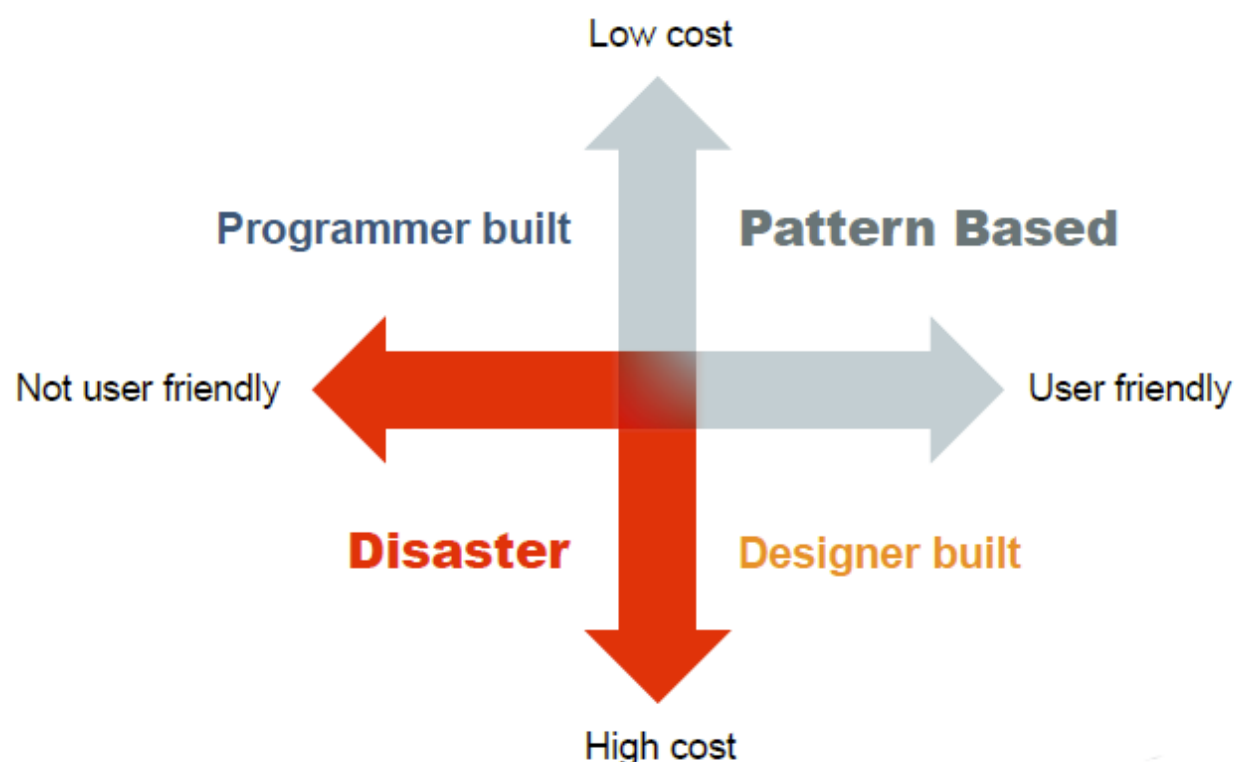 Low cost
Programmer built
Pattern Based
Not user friendly
User friendly
Disaster
Designer built
High cost